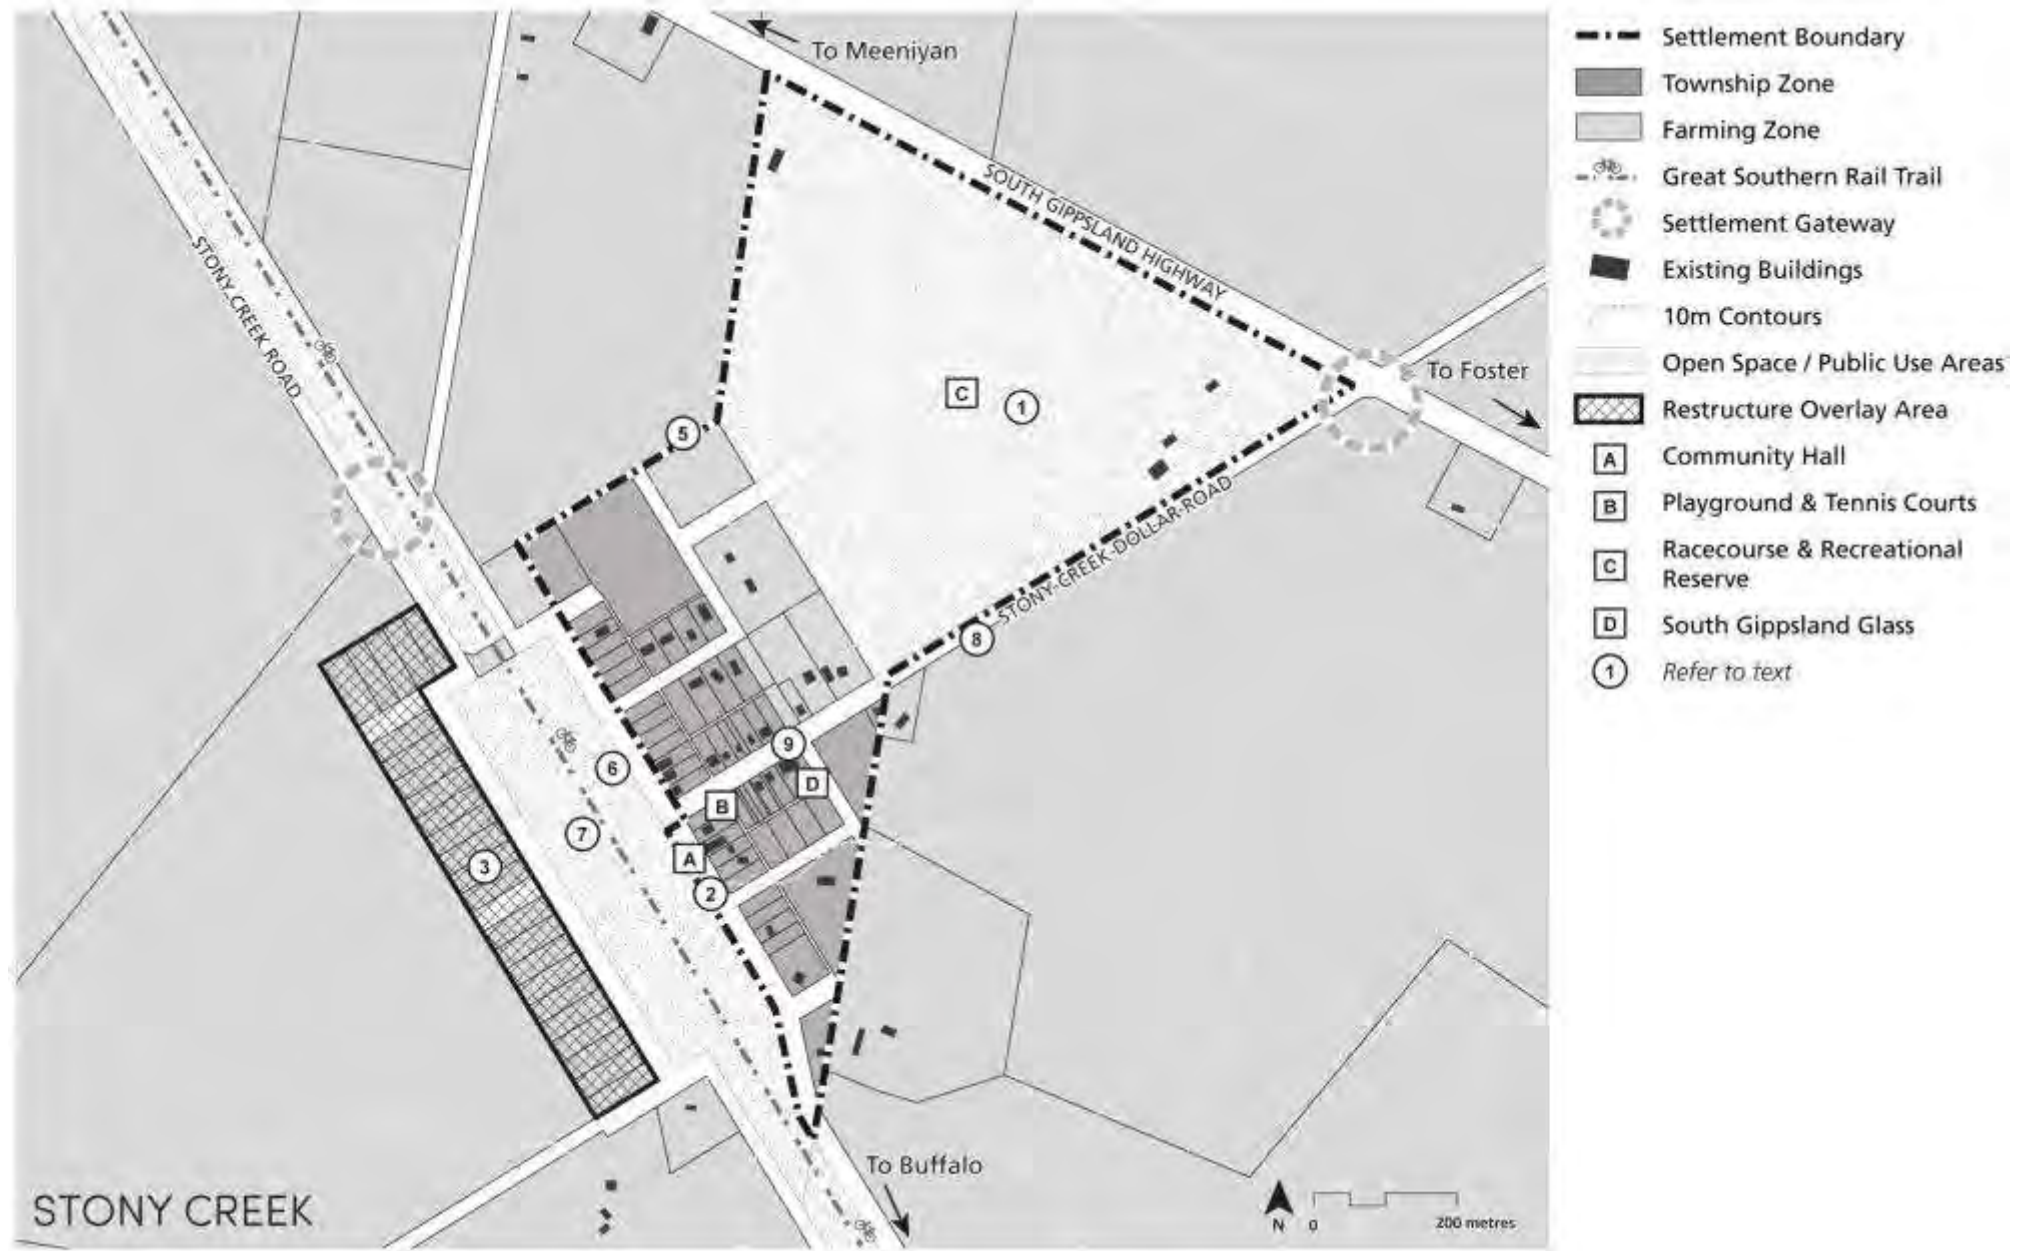 To Meeniyan
SOUTH GIPPSLAND HIGHWAY
STONY CREEK ROAD
To Foster
C
1
5
STONY-CREEK-DOLLAR-ROAD
8
9
6
D
B
7
A
3
2
To Buffalo
STONY CREEK
N
0
200 metres
Settlement Boundary
Township Zone
Farming Zone
Great Southern Rail Trail
Settlement Gateway
Existing Buildings
10m Contours
Open Space / Public Use Areas
Restructure Overlay Area
A Community Hall
B Playground & Tennis Courts
C Racecourse & Recreational
Reserve
D South Gippsland Glass
1 Refer to text